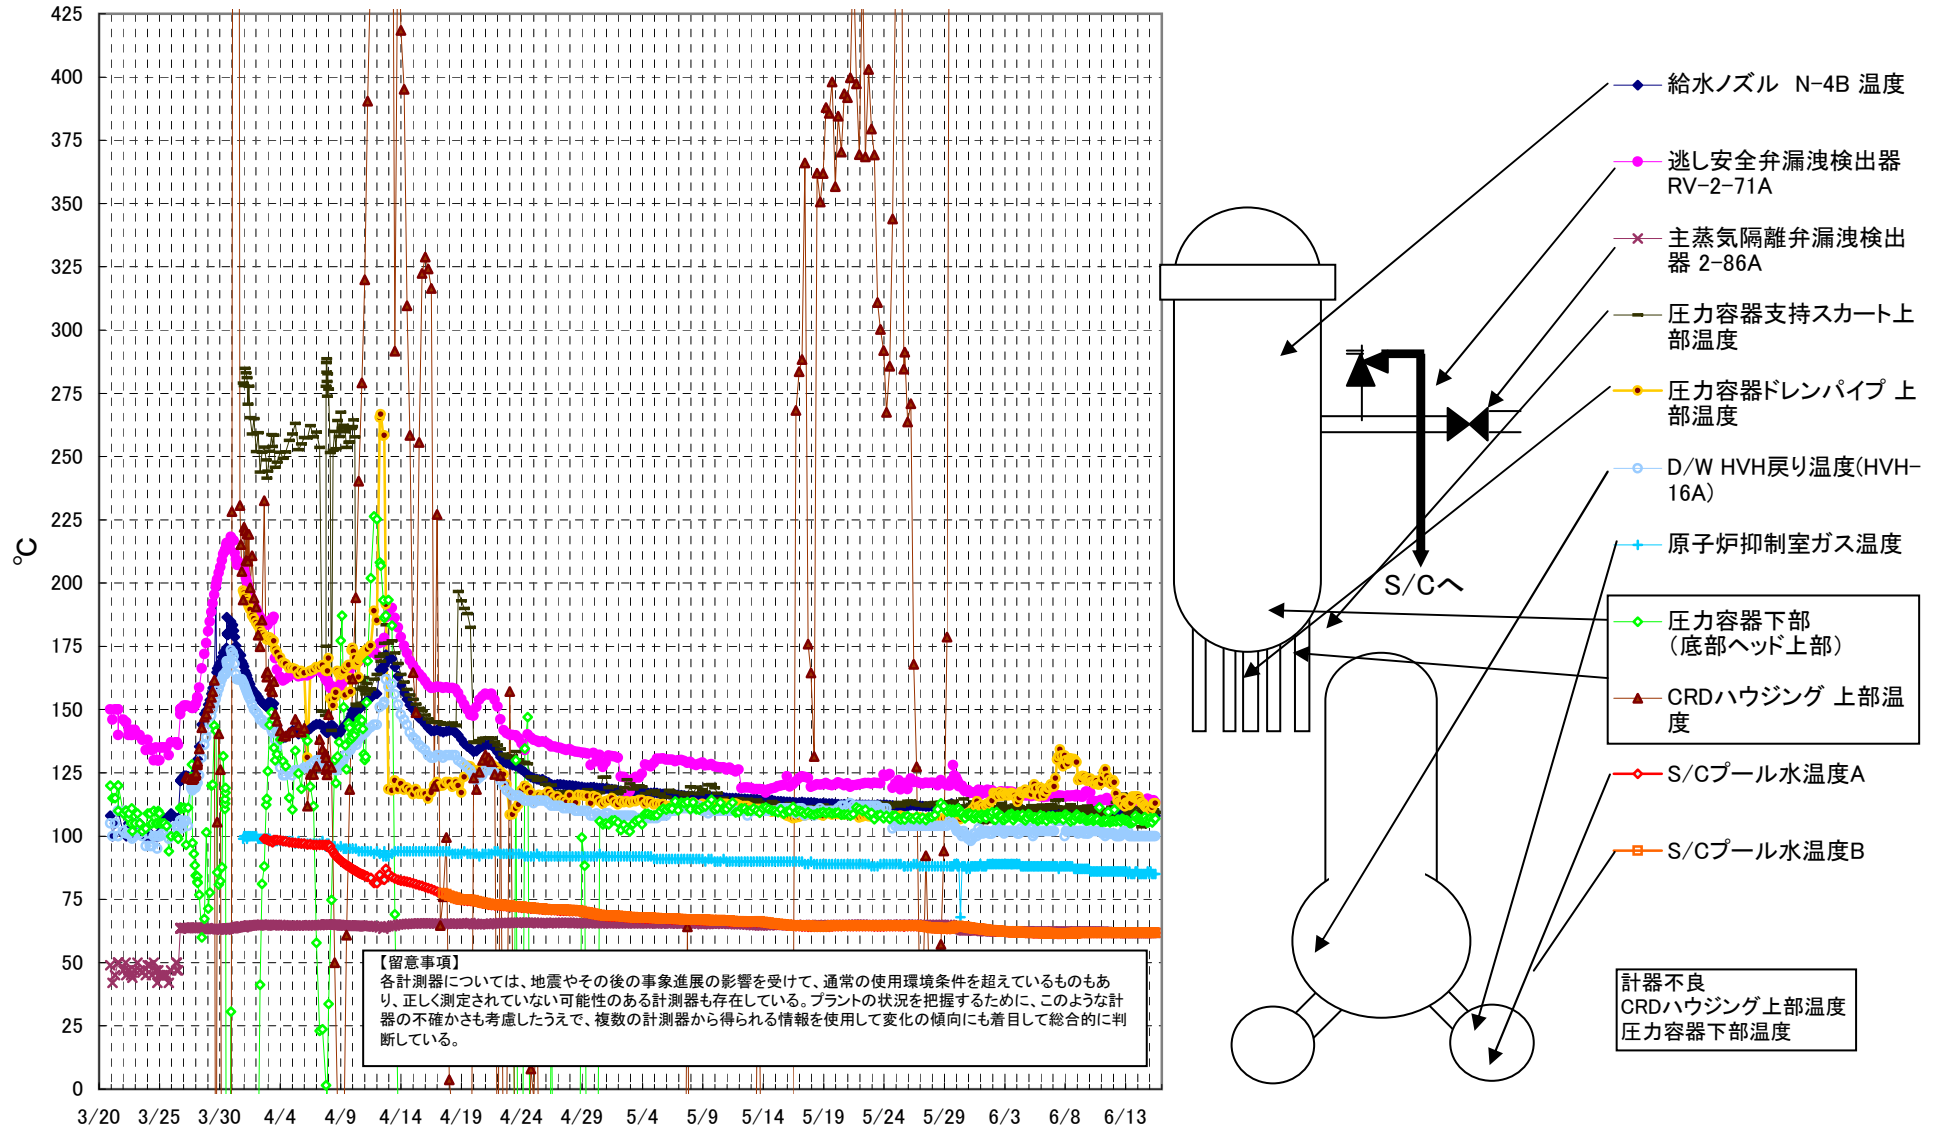 425
400
375
350
325
300
275
250
225
200
175
150
125
100
75
50
25
0
℃
3/20 3/25 3/30 4/4 4/9 4/14 4/19 4/24 4/29 5/4 5/9 5/14 5/19 5/24 5/29 6/3 6/8 6/13
【留意事項】
各計測器については、地震やその後の事象進展の影響を受けて、通常の使用環境条件を超えているものもあ
り、正しく測定されていない可能性のある計測器も存在している。プラントの状況を把握するために、このような計
器の不確かさも考慮したうえで、複数の計測器から得られる情報を使用して変化の傾向にも着目して総合的に判
断している。
S/Cへ
給水ノズル N-4B 温度
逃し安全弁漏洩検出器
RV-2-71A
主蒸気隔離弁漏洩検出
器 2-86A
圧力容器支持スカート上
部温度
圧力容器ドレンパイプ 上
部温度
D/W HVH戻り温度(HVH-
16A)
原子炉抑制室ガス温度
圧力容器下部
（底部ヘッド上部）
CRDハウジング 上部温
度
S/Cプール水温度A
S/Cプール水温度B
計器不良
CRDハウジング上部温度
圧力容器下部温度